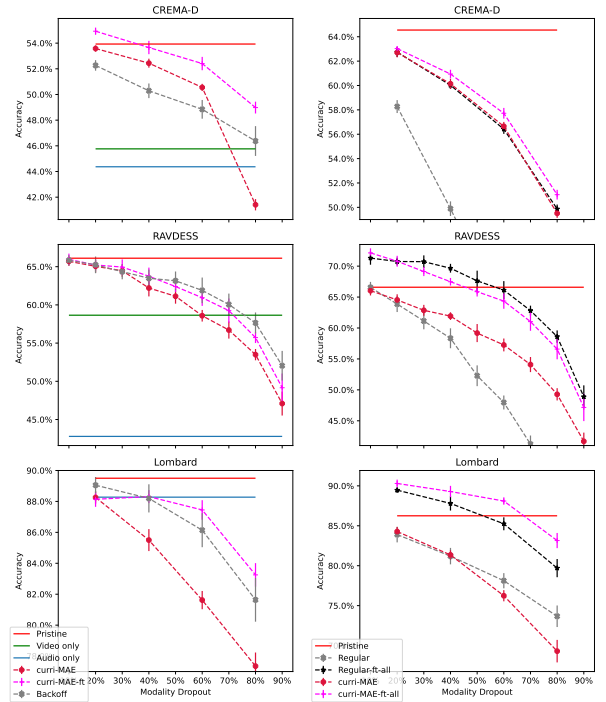 CREMA-D
54.0%
52.0%
50.0%
48.0%
46.0%
44.0%
42.0%
Accuracy
CREMA-D
64.0%
62.0%
60.0%
58.0%
56.0%
54.0%
52.0%
50.0%
Accuracy
RAVDESS
65.0%
60.0%
55.0%
50.0%
45.0%
Accuracy
RAVDESS
70.0%
65.0%
60.0%
55.0%
50.0%
45.0%
Accuracy
Lombard
90.0%
88.0%
86.0%
84.0%
82.0%
80.0%
Accuracy
20%
30%
40%
50%
60%
70%
80%
90%
Modality Dropout
Pristine
Video only
Audio only
curri-MAE
curri-MAE-ft
Backoff
Lombard
90.0%
85.0%
80.0%
75.0%
Accuracy
40%
50%
60%
70%
80%
90%
Modality Dropout
Pristine
Regular
Regular-ft-all
curri-MAE
curri-MAE-ft-all